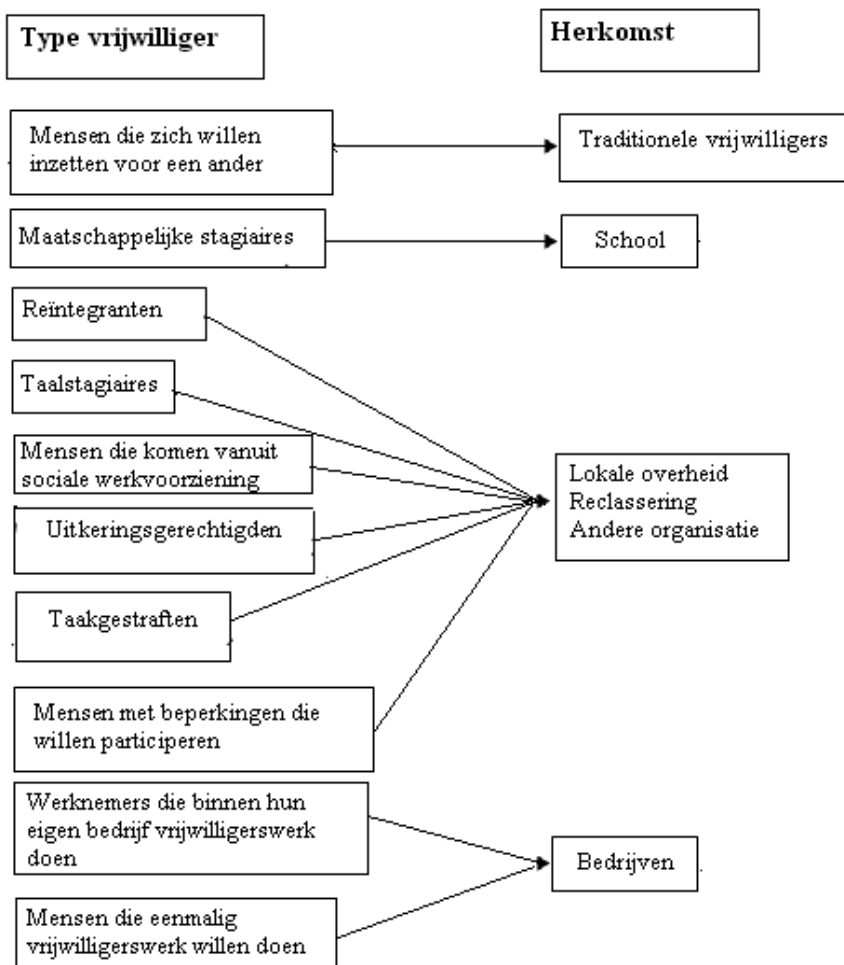 Type vrijwilliger
Herkomst
Mensen die zich willen
inzetten voor een ander
Traditionele vrijwilligers
Maatschappelijke stagiaires
School
Reïntegranten
Taalstagiaires
Mensen die komen vanuit
sociale werkvoorziening
Lokale overheid
Reclassering
Andere organisatie
Uitkeringsgerechtigden
Taakgestraften
Mensen met beperkingen die
willen participeren
Werknemers die binnen hun
eigen bedrijf vrijwilligerswerk
doen
Bedrijven
Mensen die eenmalig
vrijwilligerswerk willen doen